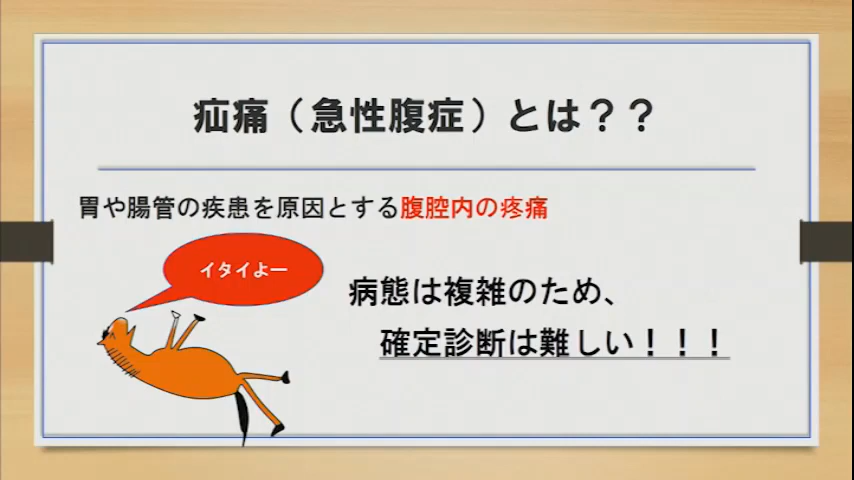 疝痛（急性腹症）とは？？
胃や腸管の疾患を原因とする腹腔内の疼痛
イタイよー
病態は複雑のため、
確定診断は難しい！！！